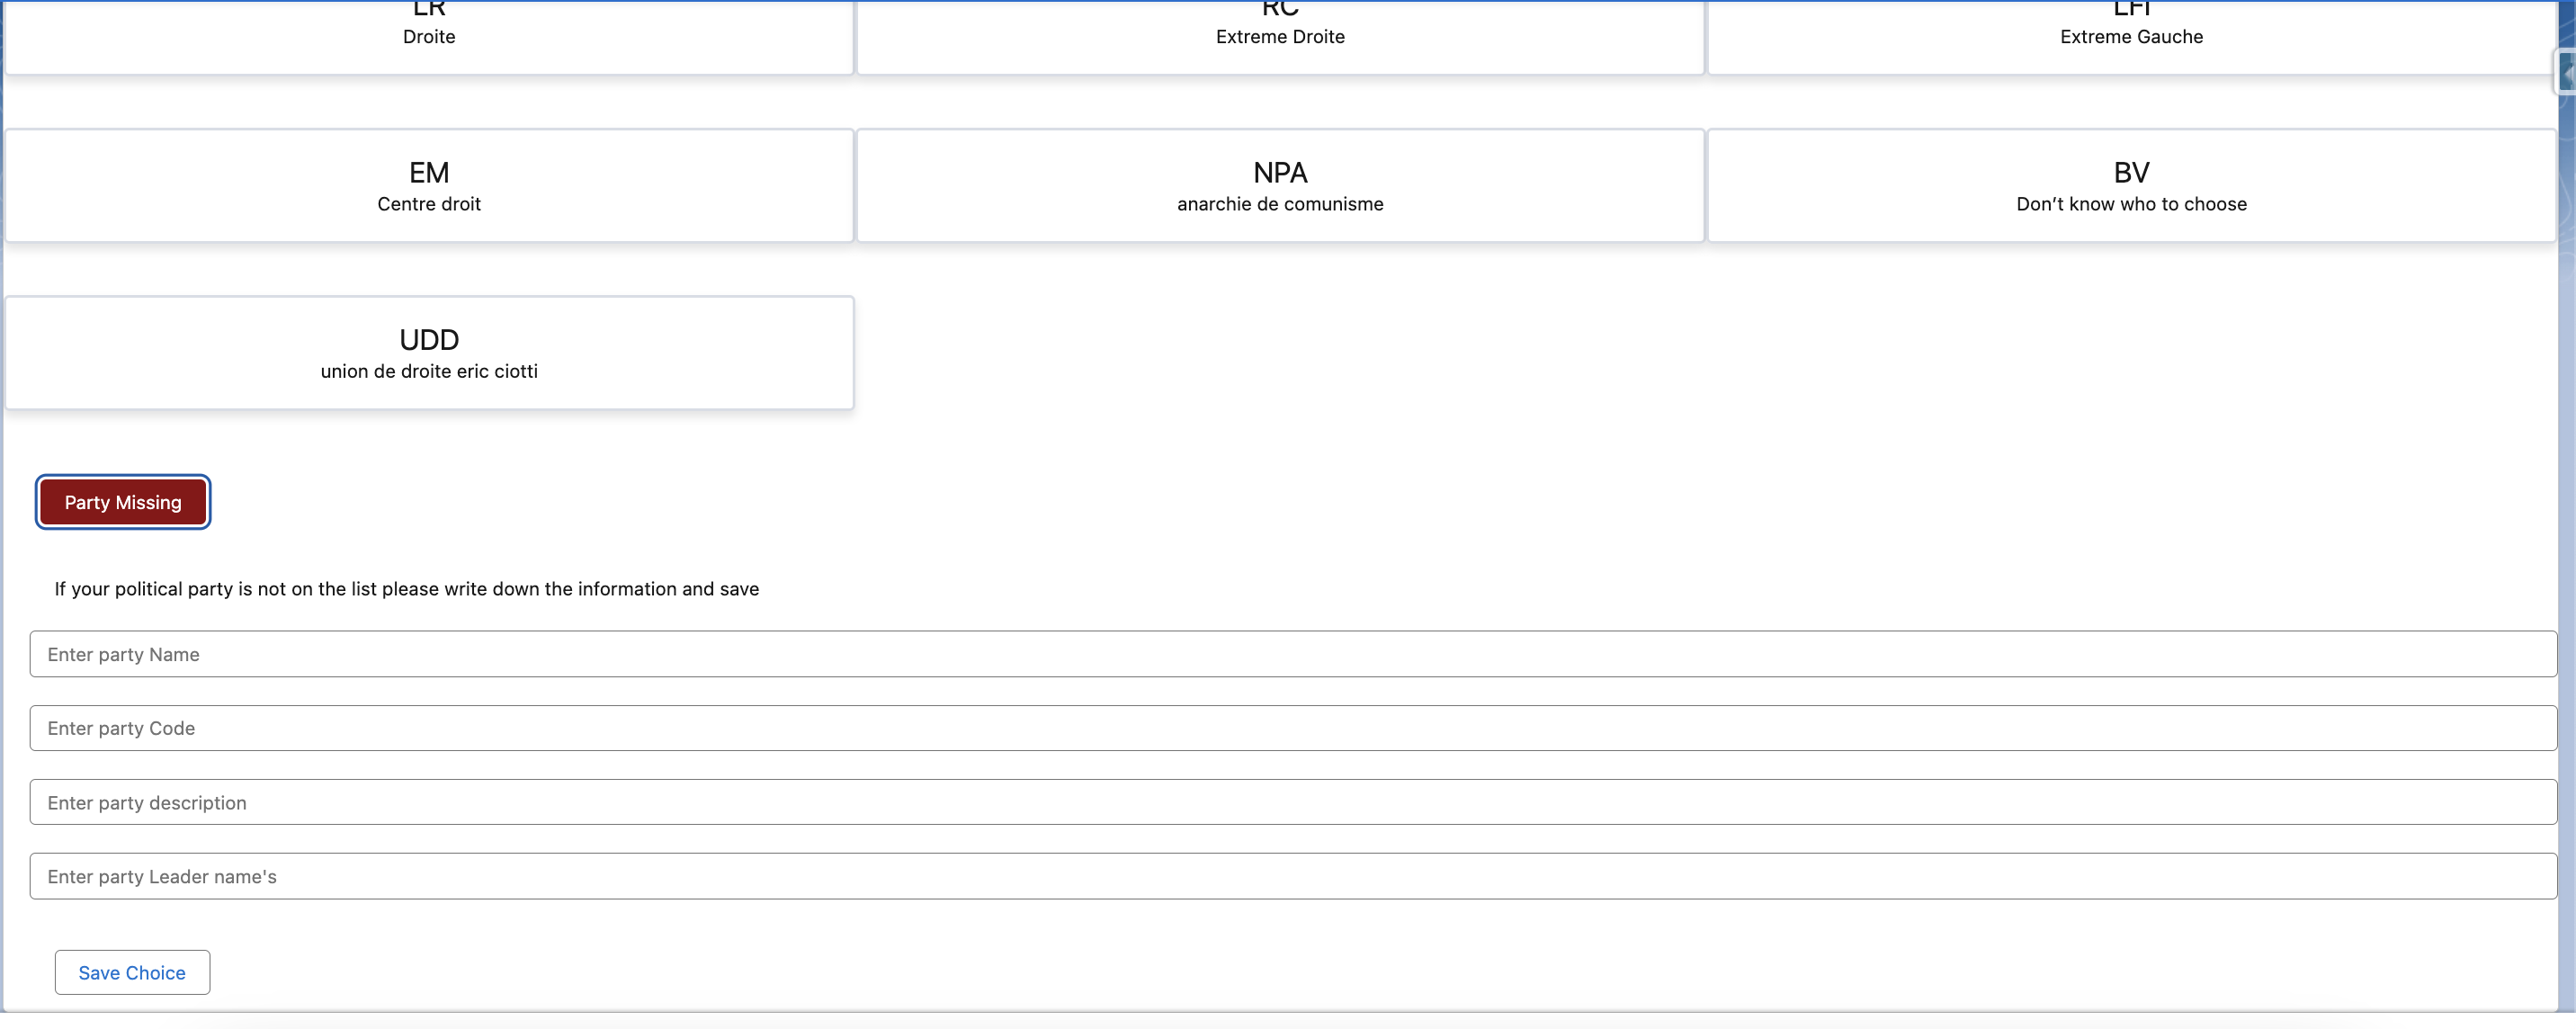 LR
RC
LFI
Droite
Extreme Droite
Extreme Gauche
EM
NPA
BV
Centre droit
anarchie de comunisme
Don't know who to choose
UDD
union de droite eric ciotti
Party Missing
If your political party is not on the list please write down the information and save
Enter party Name
Enter party Code
Enter party description
Enter party Leader name's
Save Choice